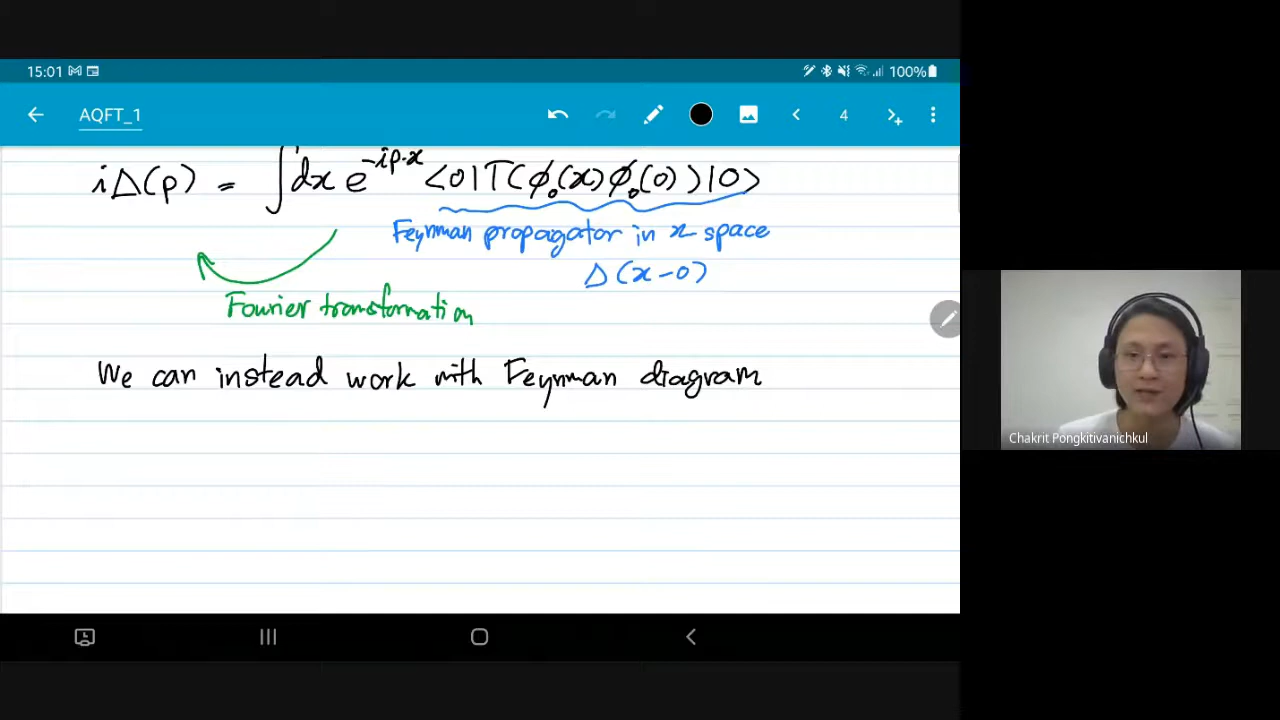 15:01 100%
AQFT_1 4
iΔ(p) = ∫dx e^{-ip·x} <0|T(ϕ₀(x)ϕ₀(0))|0>
Feynman propagator in x space
Δ(x-0)
Fourier transformation
We can instead work with Feynman diagram
Chakrit Pongkitivanichkul